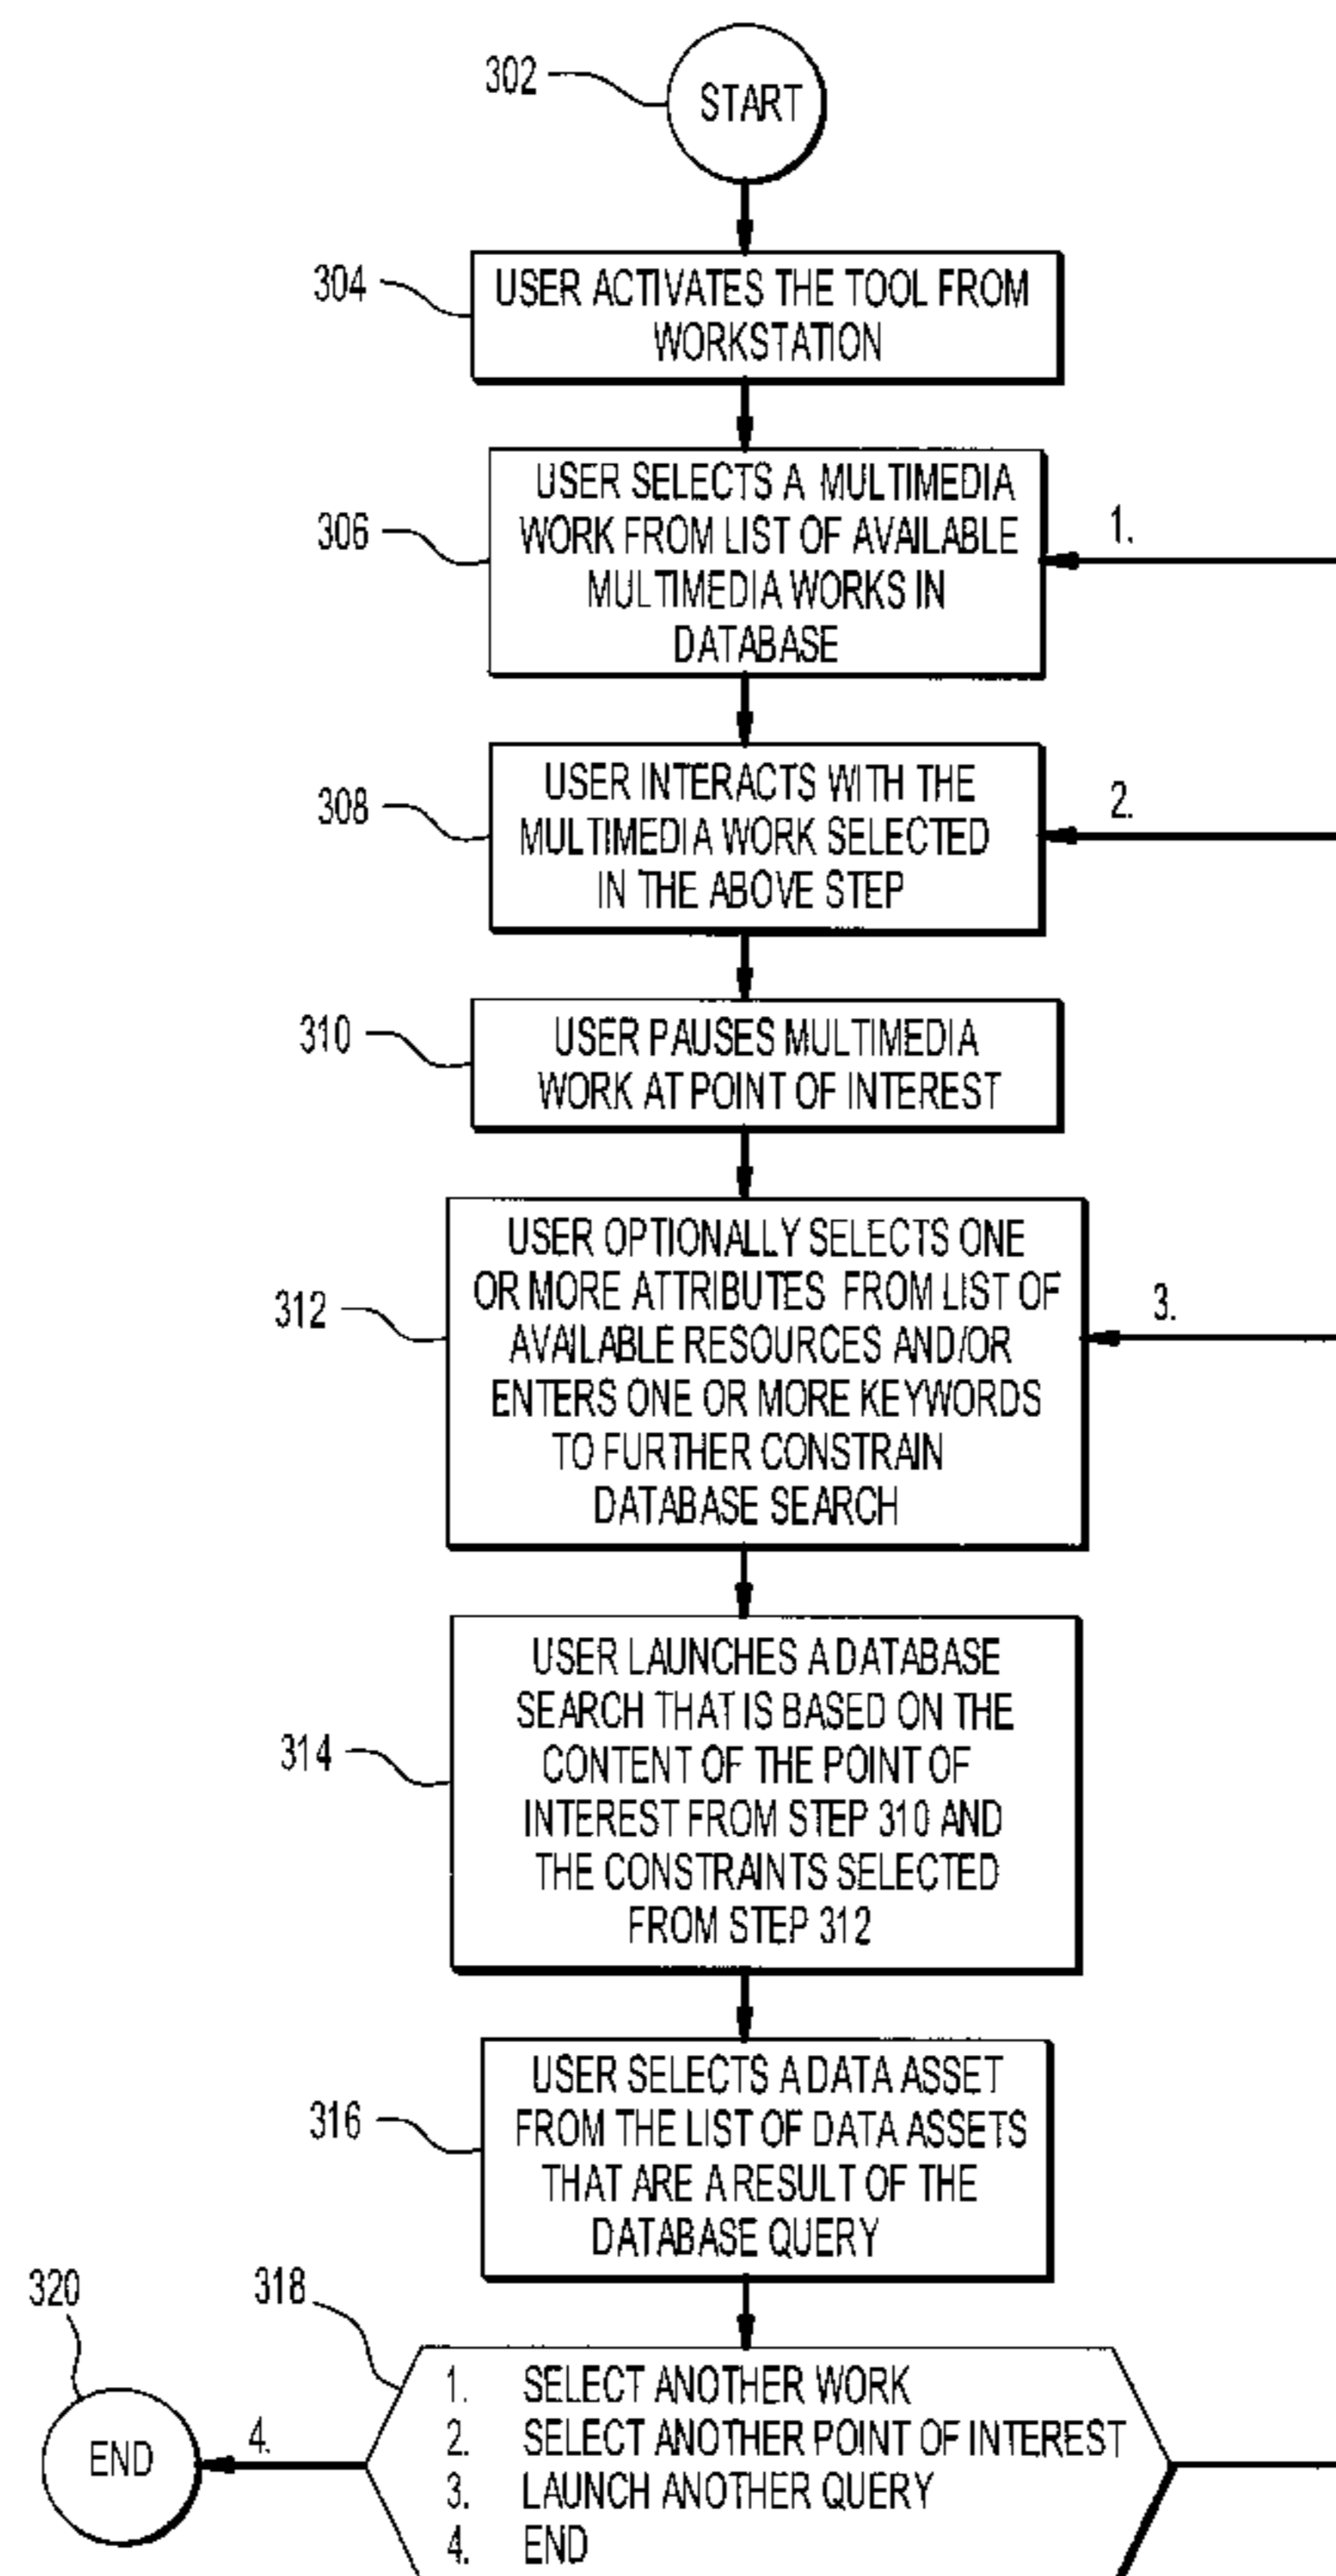 302
START
304
USER ACTIVATES THE TOOL FROM
WORKSTATION
306
USER SELECTS A MULTIMEDIA
WORK FROM LIST OF AVAILABLE
MULTIMEDIA WORKS IN
DATABASE
1.
308
USER INTERACTS WITH THE
MULTIMEDIA WORK SELECTED
IN THE ABOVE STEP
2.
310
USER PAUSES MULTIMEDIA
WORK AT POINT OF INTEREST
312
USER OPTIONALLY SELECTS ONE
OR MORE ATTRIBUTES FROM LIST OF
AVAILABLE RESOURCES AND/OR
ENTERS ONE OR MORE KEYWORDS
TO FURTHER CONSTRAIN
DATABASE SEARCH
3.
314
USER LAUNCHES A DATABASE
SEARCH THAT IS BASED ON THE
CONTENT OF THE POINT OF
INTEREST FROM STEP 310 AND
THE CONSTRAINTS SELECTED
FROM STEP 312
316
USER SELECTS A DATA ASSET
FROM THE LIST OF DATA ASSETS
THAT ARE A RESULT OF THE
DATABASE QUERY
320
318
END
4.
1. SELECT ANOTHER WORK
2. SELECT ANOTHER POINT OF INTEREST
3. LAUNCH ANOTHER QUERY
4. END